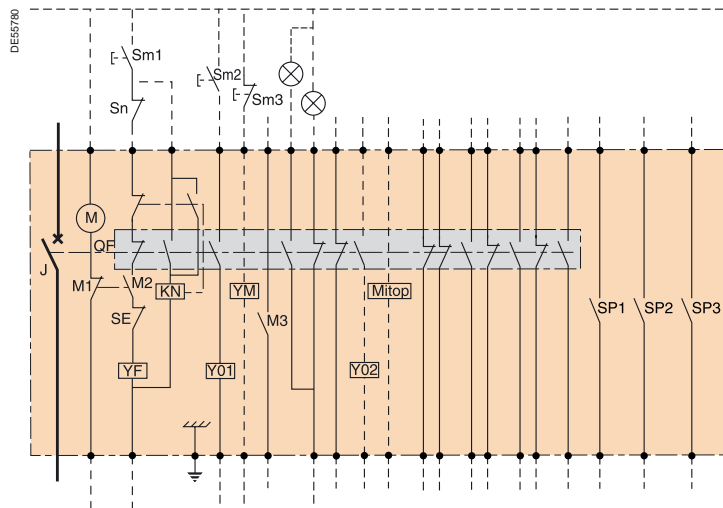 DE55780
Sm1
Sm2
Sm3
Sn
M
QF
J
M1
M2
KN
YM
Mitop
SE
M3
SP1
SP2
SP3
YF
Y01
Y02